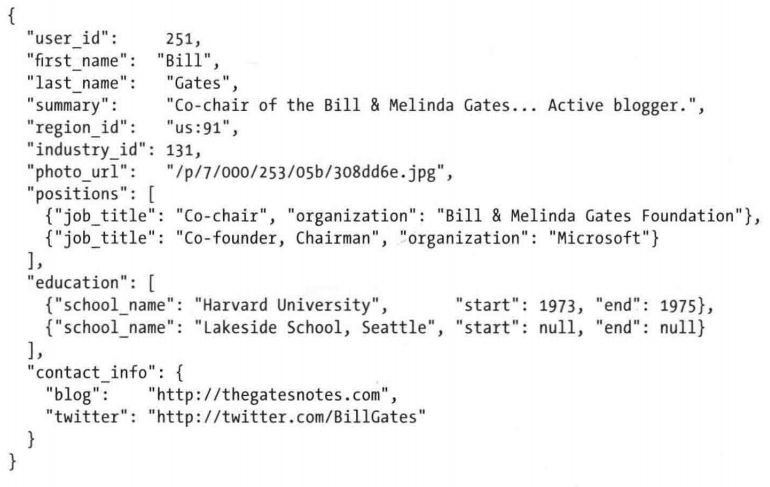 {
  "user_id":     251,
  "first_name":  "Bill",
  "last_name":   "Gates",
  "summary":     "Co-chair of the Bill & Melinda Gates... Active blogger.",
  "region_id":   "us:91",
  "industry_id": 131,
  "photo_url":   "/p/7/000/253/05b/308dd6e.jpg",
  "positions": [
    {"job_title": "Co-chair", "organization": "Bill & Melinda Gates Foundation"},
    {"job_title": "Co-founder, Chairman", "organization": "Microsoft"}
  ],
  "education": [
    {"school_name": "Harvard University",       "start": 1973, "end": 1975},
    {"school_name": "Lakeside School, Seattle", "start": null, "end": null}
  ],
  "contact_info": {
    "blog":    "http://thegatesnotes.com",
    "twitter": "http://twitter.com/BillGates"
  }
}